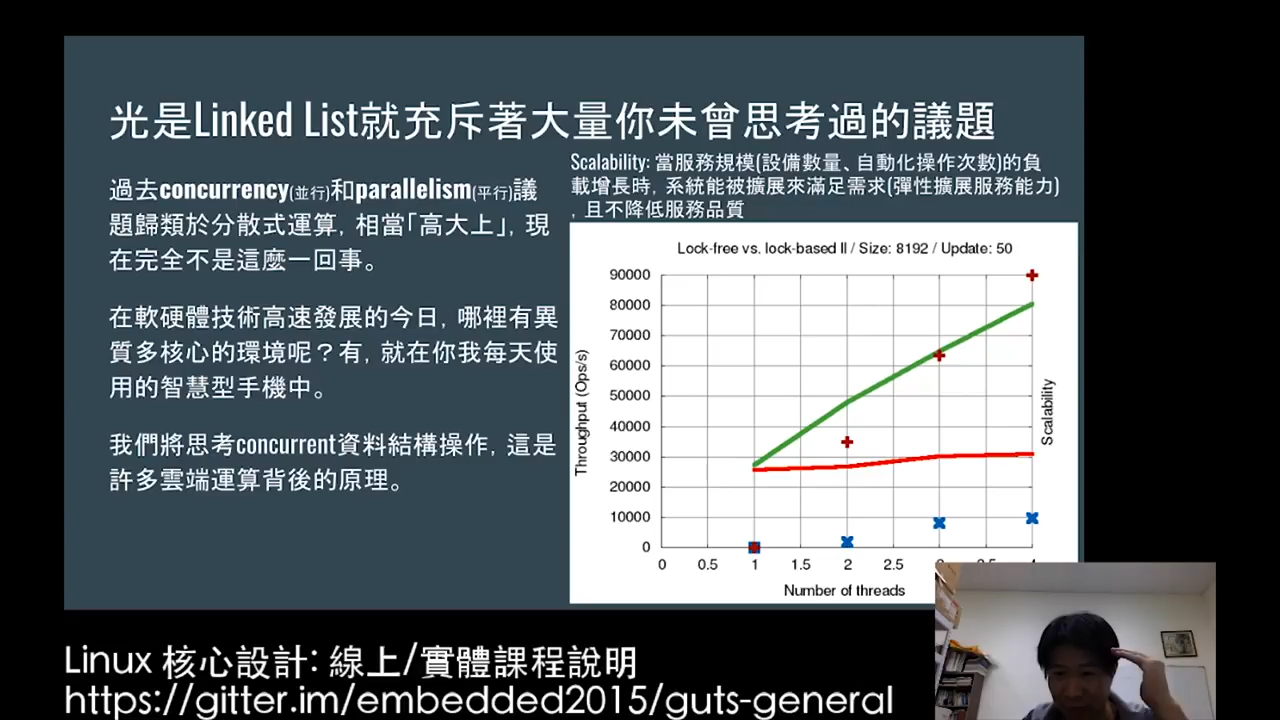 光是Linked List就充斥著大量你未曾思考過的議題
過去concurrency(並行)和parallelism(平行)議
題歸類於分散式運算, 相當「高大上」, 現
在完全不是這麼一回事。
在軟硬體技術高速發展的今日, 哪裡有異
質多核心的環境呢？有, 就在你我每天使
用的智慧型手機中。
我們將思考concurrent資料結構操作, 這是
許多雲端運算背後的原理。
Scalability: 當服務規模(設備數量、自動化操作次數)的負
載增長時, 系統能被擴展來滿足需求(彈性擴展服務能力)
, 且不降低服務品質
Lock-free vs. lock-based II / Size: 8192 / Update: 50
90000
80000
70000
60000
50000
40000
30000
20000
10000
0
Throughput (Ops/s)
Scalability
0 0.5 1 1.5 2 2.5
Number of threads
Linux 核心設計: 線上/實體課程說明
https://gitter.im/embedded2015/guts-general